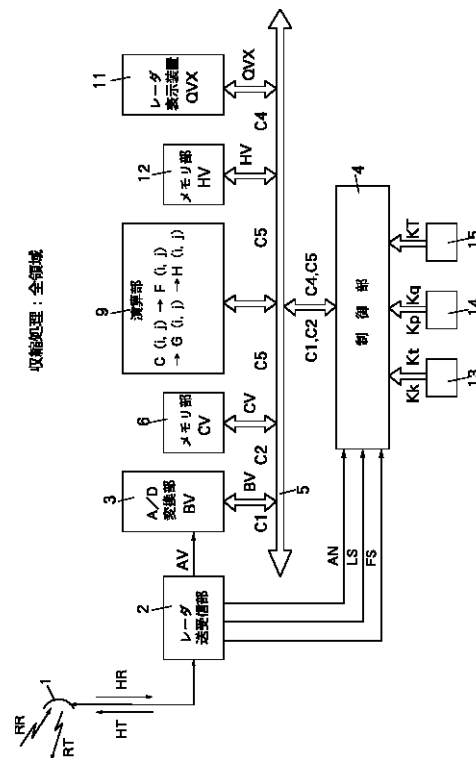 収縮処理：全領域
1
RR
RT
HR
HT
2
レーダ
送受信部
AV
3
A／D
変換部
BV
6
メモリ部
CV
9
演算部
C (i, j) → F (i, j)
→ G (i, j) → H (i, j)
12
メモリ部
HV
11
レーダ
表示装置
QVX
C1
BV
C2
CV
C5
C5
HV
C4
QVX
5
C1,C2
C4,C5
AN
LS
FS
4
制御部
Kk
Kt
Kp
Kq
KT
13
14
15